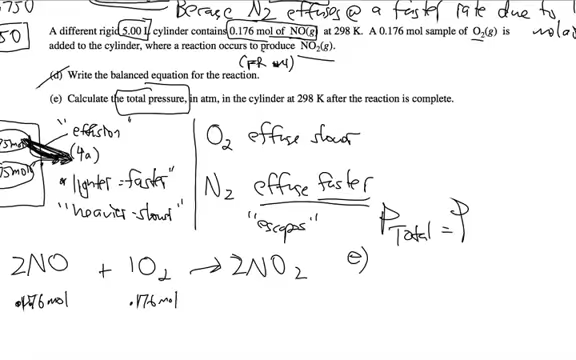 Because N2 effuses @ a faster rate due to
A different rigid 5.00 L cylinder contains 0.176 mol of NO(g) at 298 K. A 0.176 mol sample of O2(g) is
added to the cylinder, where a reaction occurs to produce NO2(g).
(d) Write the balanced equation for the reaction.
(e) Calculate the total pressure, in atm, in the cylinder at 298 K after the reaction is complete.
"effusion"
(4a)
lighter = faster"
"heavier = slower"
O2 effuse slower
N2 effuse faster
"escapes"
P Total = P
2NO + 1O2 → 2NO2 e)
.176 mol .176 mol